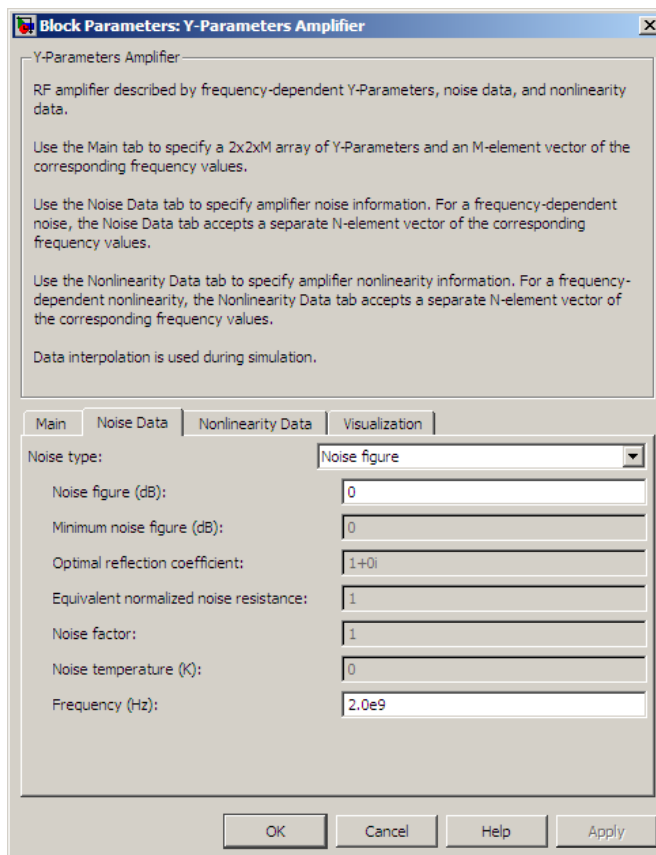 Block Parameters: Y-Parameters Amplifier
Y-Parameters Amplifier
RF amplifier described by frequency-dependent Y-Parameters, noise data, and nonlinearity
data.
Use the Main tab to specify a 2x2xM array of Y-Parameters and an M-element vector of the
corresponding frequency values.
Use the Noise Data tab to specify amplifier noise information. For a frequency-dependent
noise, the Noise Data tab accepts a separate N-element vector of the corresponding
frequency values.
Use the Nonlinearity Data tab to specify amplifier nonlinearity information. For a frequency-
dependent nonlinearity, the Nonlinearity Data tab accepts a separate N-element vector of
the corresponding frequency values.
Data interpolation is used during simulation.
Main Noise Data Nonlinearity Data Visualization
Noise type: Noise figure
Noise figure (dB): 0
Minimum noise figure (dB): 0
Optimal reflection coefficient: 1+0i
Equivalent normalized noise resistance: 1
Noise factor: 1
Noise temperature (K): 0
Frequency (Hz): 2.0e9
OK Cancel Help Apply